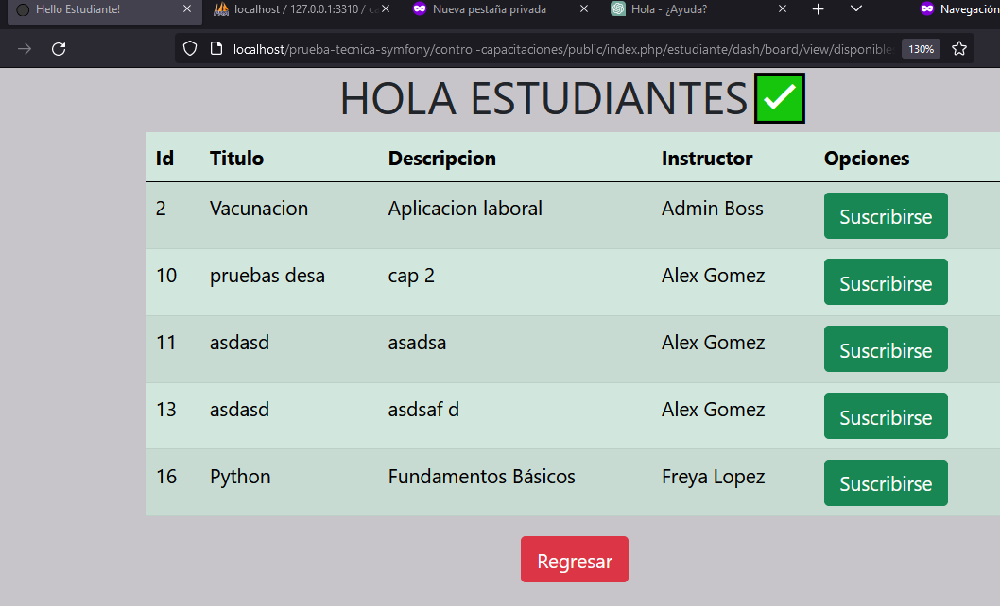 Hello Estudiante!
localhost / 127.0.0.1:3310 / ca
Nueva pestaña privada
Hola - ¿Ayuda?
Navegación
localhost/prueba-tecnica-symfony/control-capacitaciones/public/index.php/estudiante/dash/board/view/disponible
130%
HOLA ESTUDIANTES
Id Titulo Descripcion Instructor Opciones
2 Vacunacion Aplicacion laboral Admin Boss Suscribirse
10 pruebas desa cap 2 Alex Gomez Suscribirse
11 asdasd asadsa Alex Gomez Suscribirse
13 asdasd asdsaf d Alex Gomez Suscribirse
16 Python Fundamentos Básicos Freya Lopez Suscribirse
Regresar